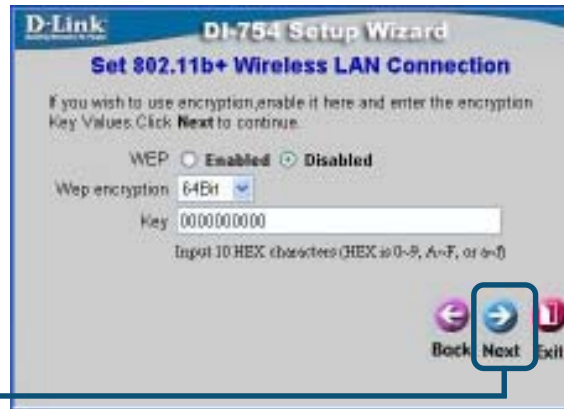 D-Link
DI-754 Setup Wizard
Set 802.11b+ Wireless LAN Connection
If you wish to use encryption,enable it here and enter the encryption
Key Values.Click Next to continue.
WEP Enabled Disabled
Wep encryption 64Bit
Key 0000000000
Input 10 HEX characters (HEX is 0~9, A~F, or a~f)
Back Next Exit